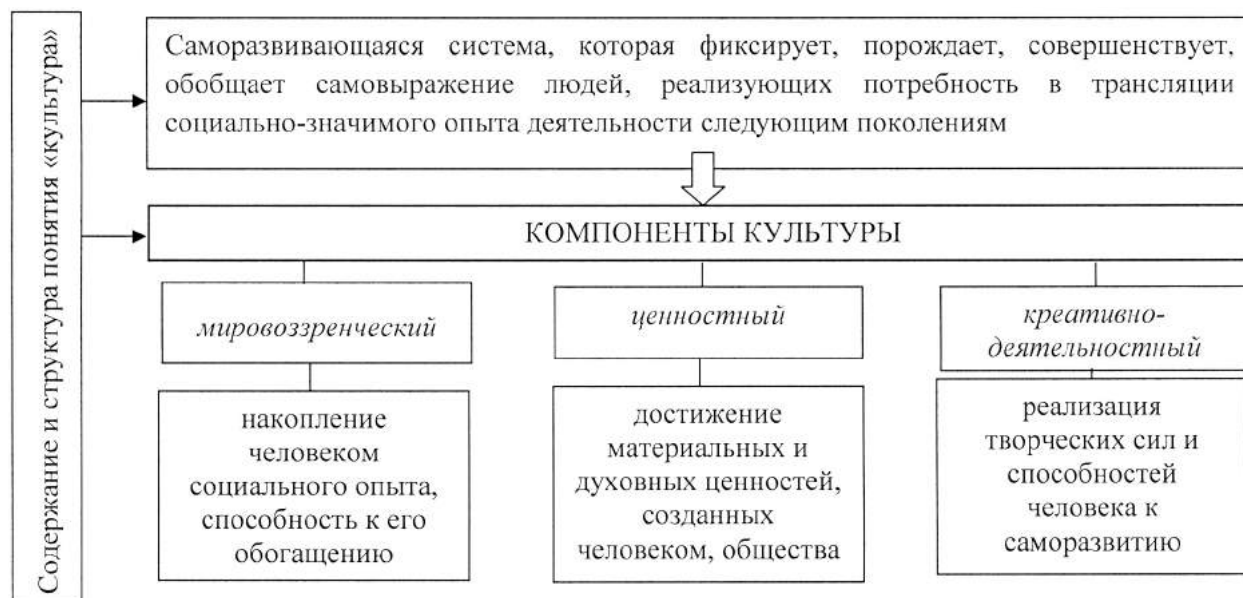 Содержание и структура понятия «культура»
Саморазвивающаяся система, которая фиксирует, порождает, совершенствует,
обобщает самовыражение людей, реализующих потребность в трансляции
социально-значимого опыта деятельности следующим поколениям
КОМПОНЕНТЫ КУЛЬТУРЫ
мировоззренческий
накопление
человеком
социального опыта,
способность к его
обогащению
ценностный
достижение
материальных и
духовных ценностей,
созданных
человеком, общества
креативно-
деятельностный
реализация
творческих сил и
способностей
человека к
саморазвитию